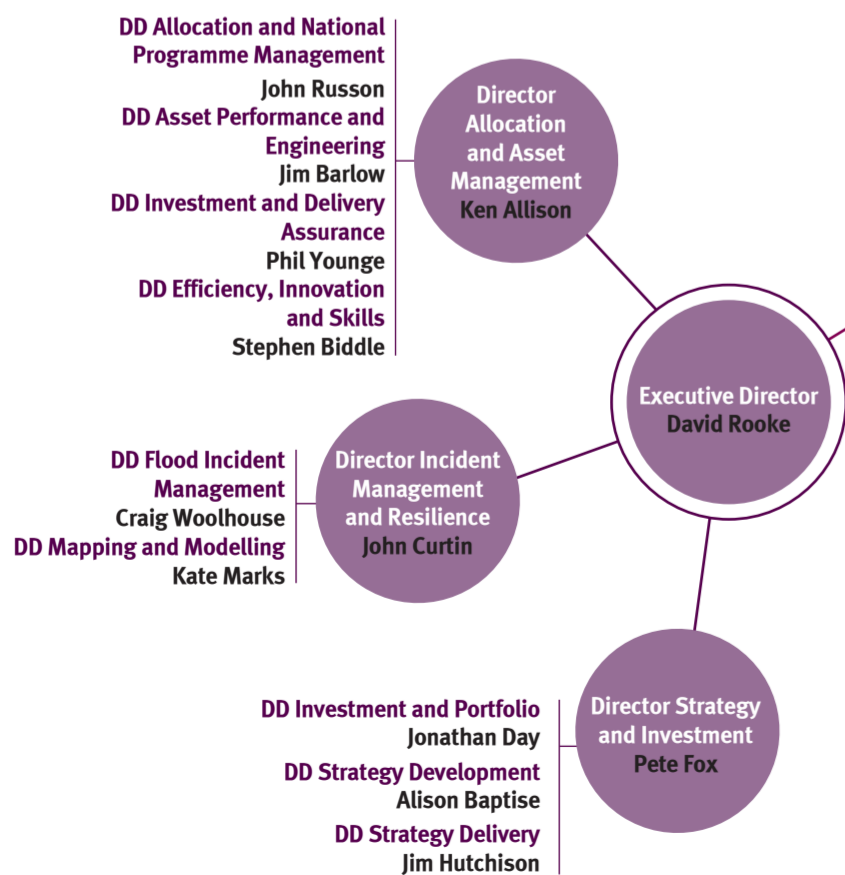 DD Allocation and National
Programme Management
John Russon
DD Asset Performance and
Engineering
Jim Barlow
DD Investment and Delivery
Assurance
Phil Younge
DD Efficiency, Innovation
and Skills
Stephen Biddle
Director
Allocation
and Asset
Management
Ken Allison
Executive Director
David Rooke
DD Flood Incident
Management
Craig Woolhouse
DD Mapping and Modelling
Kate Marks
Director Incident
Management
and Resilience
John Curtin
DD Investment and Portfolio
Jonathan Day
DD Strategy Development
Alison Baptise
DD Strategy Delivery
Jim Hutchison
Director Strategy
and Investment
Pete Fox